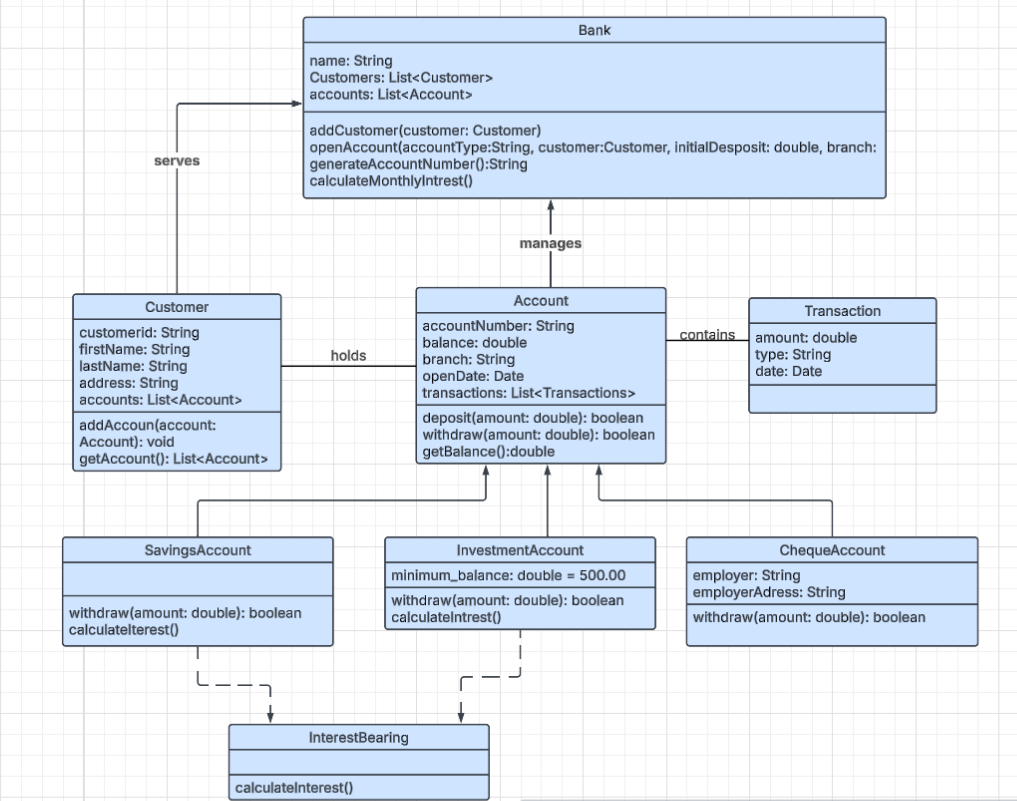 Bank
name: String
Customers: List<Customer>
accounts: List<Account>
addCustomer(customer: Customer)
openAccount(accountType:String, customer:Customer, initialDesposit: double, branch:
generateAccountNumber():String
calculateMonthlyIntrest()
serves
manages
Customer
customerid: String
firstName: String
lastName: String
address: String
accounts: List<Account>
addAccoun(account:
Account): void
getAccount(): List<Account>
holds
Account
accountNumber: String
balance: double
branch: String
openDate: Date
transactions: List<Transactions>
deposit(amount: double): boolean
withdraw(amount: double): boolean
getBalance():double
contains
Transaction
amount: double
type: String
date: Date
SavingsAccount
withdraw(amount: double): boolean
calculateIterest()
InvestmentAccount
minimum_balance: double = 500.00
withdraw(amount: double): boolean
calculateIntrest()
ChequeAccount
employer: String
employerAdress: String
withdraw(amount: double): boolean
InterestBearing
calculateInterest()